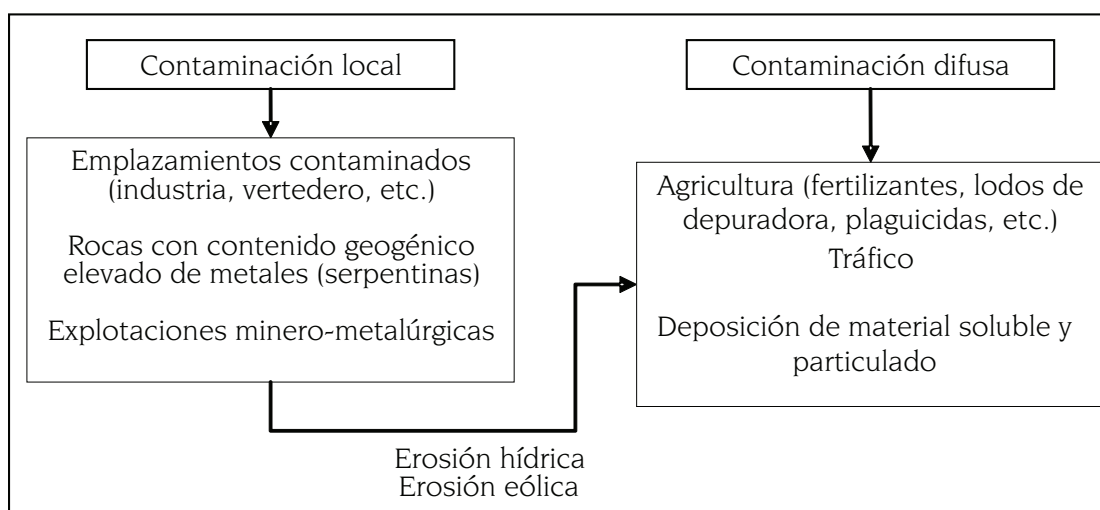 Contaminación local
Contaminación difusa
Emplazamientos contaminados
(industria, vertedero, etc.)
Rocas con contenido geogénico
elevado de metales (serpentinas)
Explotaciones minero-metalúrgicas
Agricultura (fertilizantes, lodos de
depuradora, plaguicidas, etc.)
Tráfico
Deposición de material soluble y
particulado
Erosión hídrica
Erosión eólica